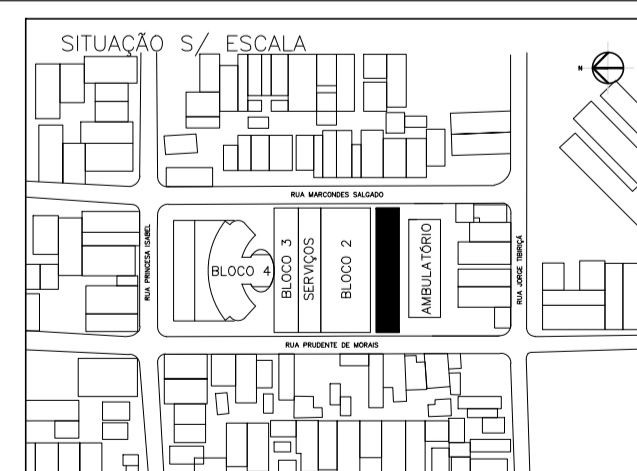 SITUAÇÃO S/ ESCALA
N
RUA MARCONDES SALGADO
RUA PRINCESA ISABEL
BLOCO 4
BLOCO 3
SERVIÇOS
BLOCO 2
AMBULATÓRIO
RUA JORGE TIBIRIÇÁ
RUA PRUDENTE DE MORAIS